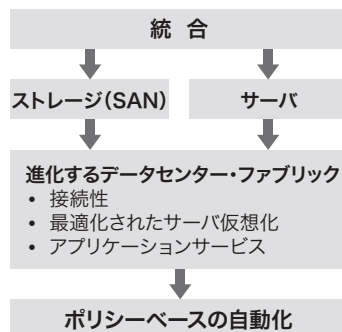 統 合
ストレージ（SAN） サーバ
進化するデータセンター・ファブリック
• 接続性
• 最適化されたサーバ仮想化
• アプリケーションサービス
ポリシーベースの自動化